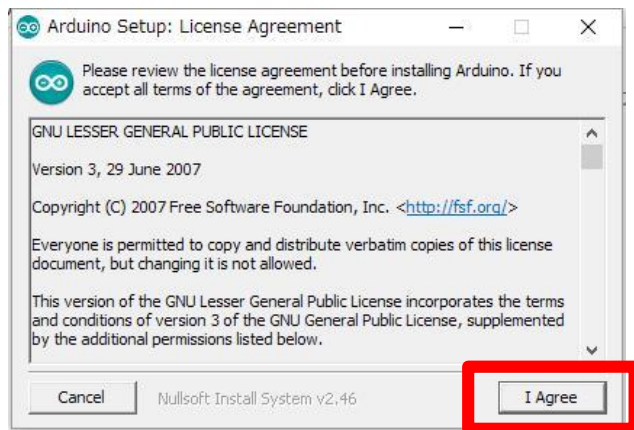 Arduino Setup: License Agreement
Please review the license agreement before installing Arduino. If you
accept all terms of the agreement, click I Agree.
GNU LESSER GENERAL PUBLIC LICENSE
Version 3, 29 June 2007
Copyright (C) 2007 Free Software Foundation, Inc. <http://fsf.org/>
Everyone is permitted to copy and distribute verbatim copies of this license
document, but changing it is not allowed.
This version of the GNU Lesser General Public License incorporates the terms
and conditions of version 3 of the GNU General Public License, supplemented
by the additional permissions listed below.
Cancel
Nullsoft Install System v2.46
I Agree